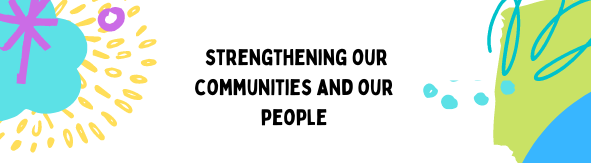 STRENGTHENING OUR
COMMUNITIES AND OUR
PEOPLE